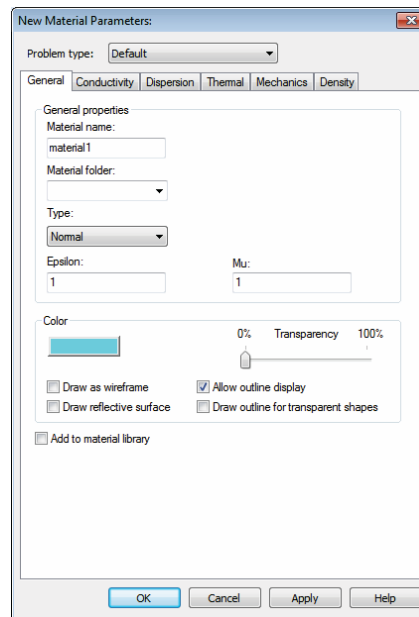 New Material Parameters:
Problem type: Default
General Conductivity Dispersion Thermal Mechanics Density
General properties
Material name:
material1
Material folder:
Type:
Normal
Epsilon: Mu:
1 1
Color
0% Transparency 100%
Draw as wireframe Allow outline display
Draw reflective surface Draw outline for transparent shapes
Add to material library
OK Cancel Apply Help